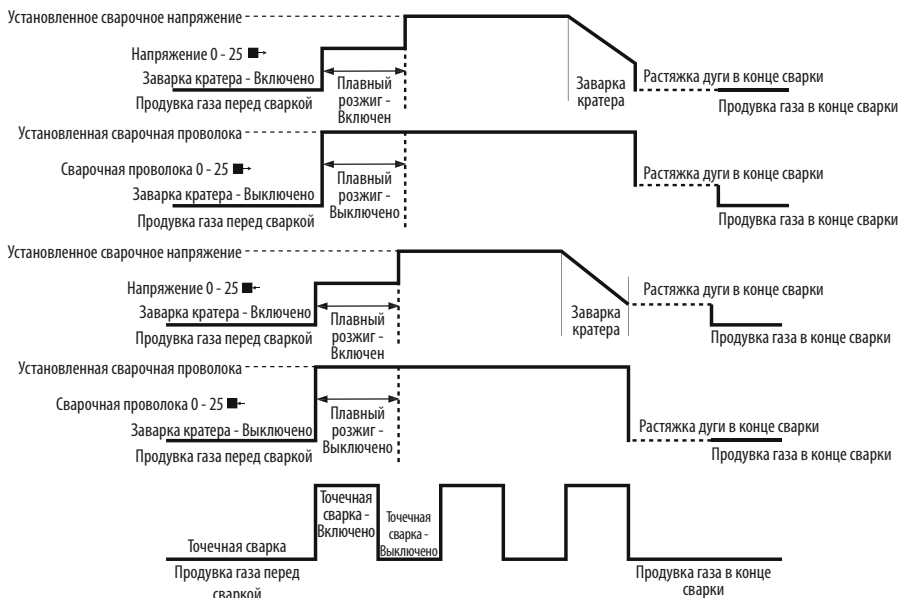 Установленное сварочное напряжение
Напряжение 0 - 25
Заварка кратера - Включено
Продувка газа перед сваркой
Плавный
розжиг -
Включен
Заварка
кратера
Растяжка дуги в конце сварки
Продувка газа в конце сварки
Установленная сварочная проволока
Сварочная проволока 0 - 25
Заварка кратера - Выключено
Продувка газа перед сваркой
Плавный
розжиг -
Выключено
Растяжка дуги в конце сварки
Продувка газа в конце сварки
Установленное сварочное напряжение
Напряжение 0 - 25
Заварка кратера - Включено
Продувка газа перед сваркой
Плавный
розжиг -
Включен
Заварка
кратера
Растяжка дуги в конце сварки
Продувка газа в конце сварки
Установленная сварочная проволока
Сварочная проволока 0 - 25
Заварка кратера - Выключено
Продувка газа перед сваркой
Плавный
розжиг -
Выключено
Растяжка дуги в конце сварки
Продувка газа в конце сварки
Точечная
сварка -
Включено
Точечная
сварка -
Выключено
Точечная сварка
Продувка газа перед
сваркой
Продувка газа в конце
сварки